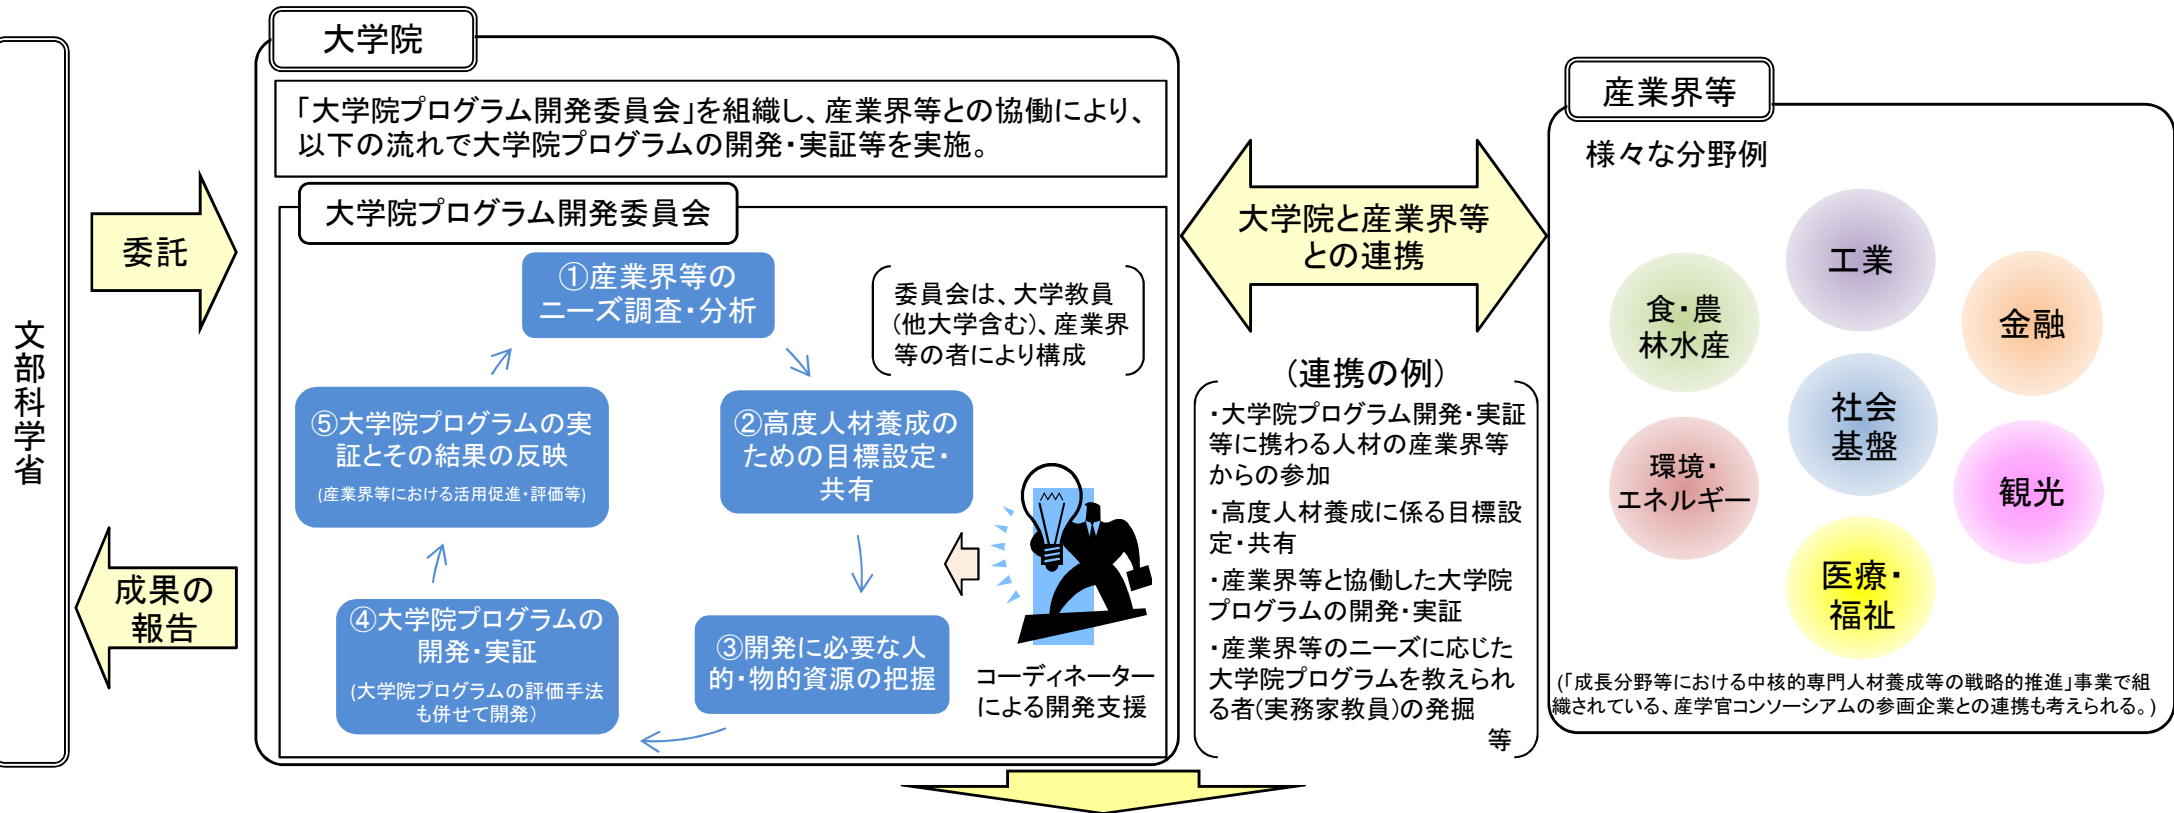 文部科学省
委託
成果の
報告
大学院
「大学院プログラム開発委員会」を組織し、産業界等との協働により、
以下の流れで大学院プログラムの開発・実証等を実施。
大学院プログラム開発委員会
①産業界等の
ニーズ調査・分析
委員会は、大学教員
(他大学含む)、産業界
等の者により構成
②高度人材養成の
ための目標設定・
共有
③開発に必要な人
的・物的資源の把握
④大学院プログラムの
開発・実証
(大学院プログラムの評価手法
も併せて開発)
⑤大学院プログラムの実
証とその結果の反映
(産業界等における活用促進・評価等)
コーディネーター
による開発支援
大学院と産業界等
との連携
(連携の例)
・大学院プログラム開発・実証
等に携わる人材の産業界等
からの参加
・高度人材養成に係る目標設
定・共有
・産業界等と協働した大学院
プログラムの開発・実証
・産業界等のニーズに応じた
大学院プログラムを教えられ
る者(実務家教員)の発掘
等
産業界等
様々な分野例
工業
食・農
林水産
金融
社会
基盤
環境・
エネルギー
観光
医療・
福祉
(「成長分野等における中核的専門人材養成等の戦略的推進」事業で組
織されている、産学官コンソーシアムの参画企業との連携も考えられる。)